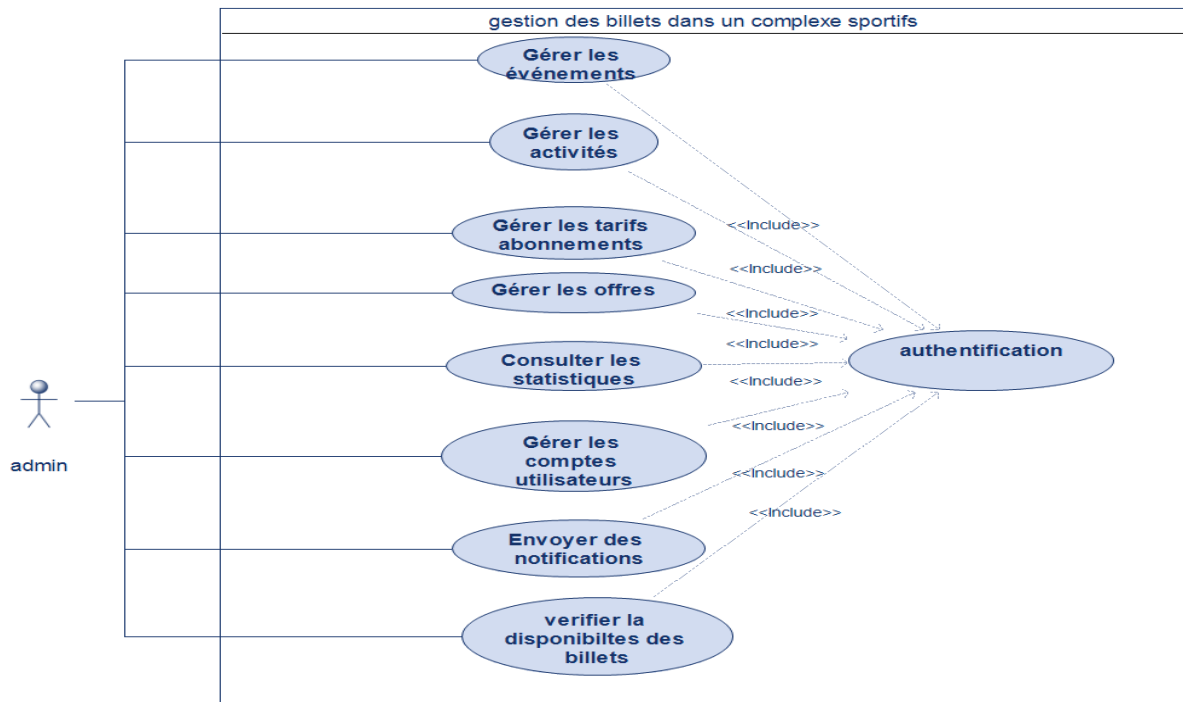 gestion des billets dans un complexe sportifs
Gérer les
événements
Gérer les
activités
Gérer les tarifs
abonnements
Gérer les offres
Consulter les
statistiques
Gérer les
comptes
utilisateurs
Envoyer des
notifications
verifier la
disponibiltes des
billets
<<Include>>
<<Include>>
<<Include>>
<<Include>>
<<Include>>
<<Include>>
<<Include>>
<<Include>>
authentification
admin